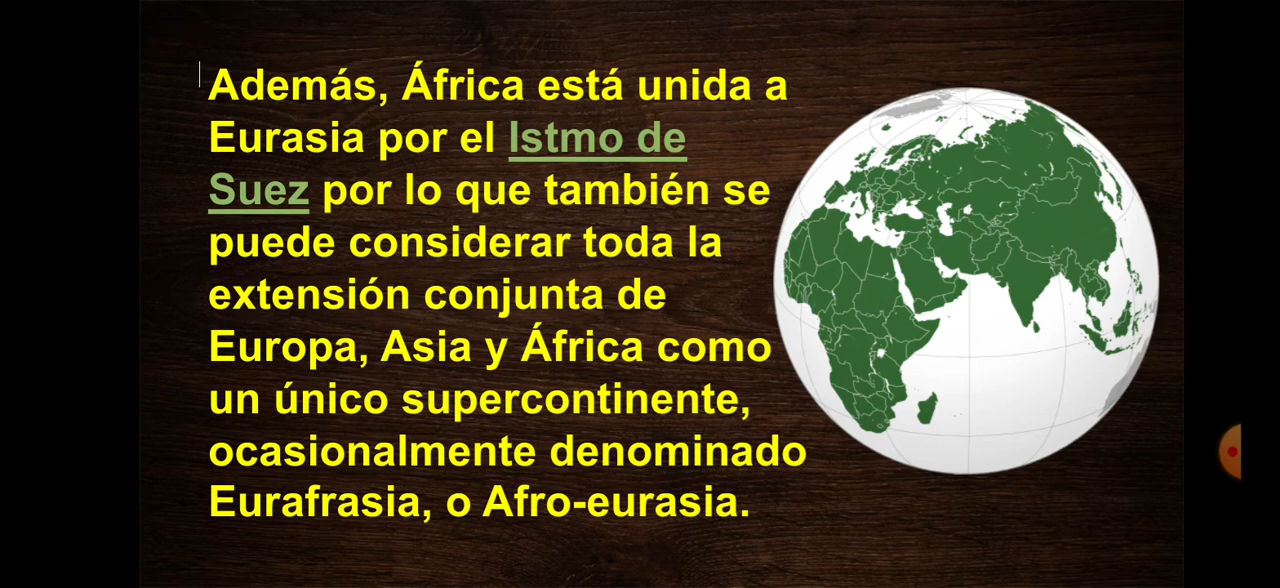 Además, África está unida a
Eurasia por el Istmo de
Suez por lo que también se
puede considerar toda la
extensión conjunta de
Europa, Asia y África como
un único supercontinente,
ocasionalmente denominado
Eurafrasia, o Afro-eurasia.